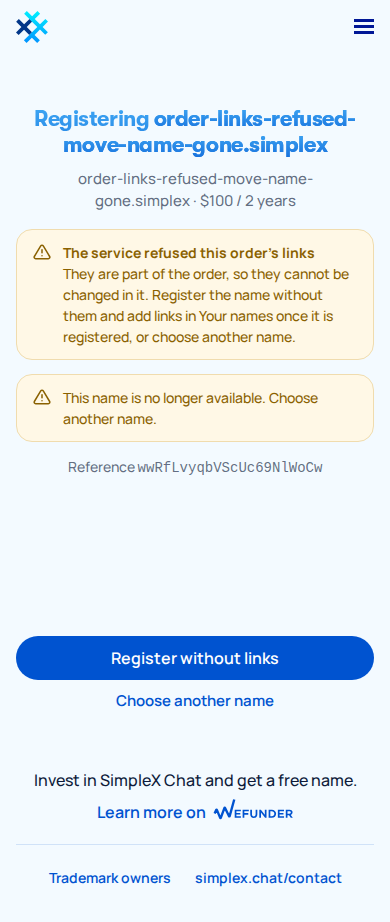 Registering order-links-refused-
move-name-gone.simplex
order-links-refused-move-name-
gone.simplex · $100 / 2 years
The service refused this order's links
They are part of the order, so they cannot be
changed in it. Register the name without
them and add links in Your names once it is
registered, or choose another name.
This name is no longer available. Choose
another name.
Reference wwRfLvyqbVScUc69NlWoCw
Register without links
Choose another name
Invest in SimpleX Chat and get a free name.
Learn more on WEFUNDER
Trademark owners simplex.chat/contact